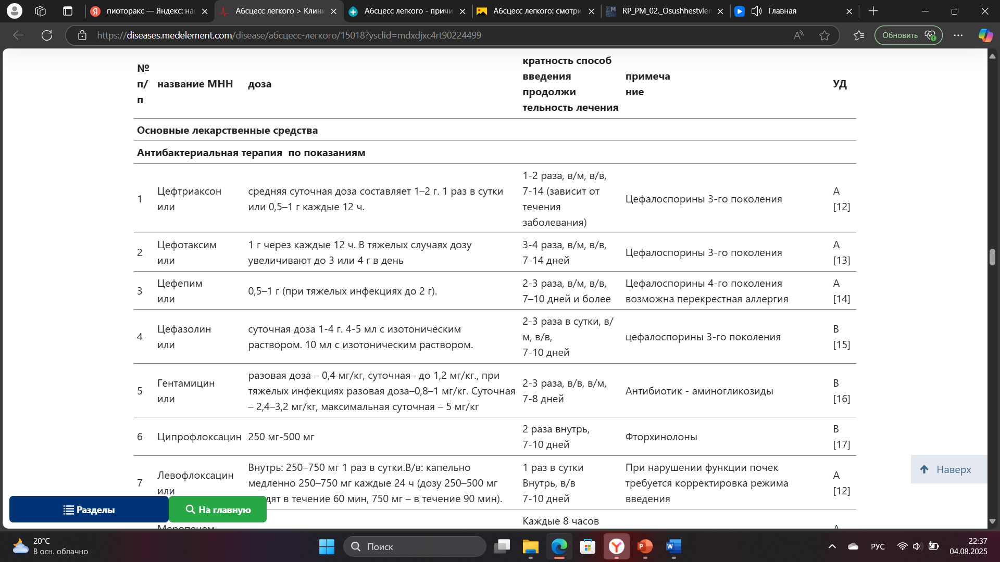 пиоторакс — Яндекс: на
Абсцесс легкого > Клини
Абсцесс легкого - причи
Абсцесс легкого: смотри
RP_PM_02._Osushhestvler
Главная
https://diseases.medelement.com/disease/абсцесс-легкого/15018?ysclid=mdxdjxc4rt90224499
Обновить
№ п/п
название МНН
доза
кратность способ
введения
продолжи
тельность лечения
примеча
ние
УД
Основные лекарственные средства
Антибактериальная терапия по показаниям
1
Цефтриаксон
или
средняя суточная доза составляет 1–2 г. 1 раз в сутки
или 0,5–1 г каждые 12 ч.
1-2 раза, в/м, в/в,
7-14 (зависит от
течения
заболевания)
Цефалоспорины 3-го поколения
А
[12]
2
Цефотаксим
или
1 г через каждые 12 ч. В тяжелых случаях дозу
увеличивают до 3 или 4 г в день
3-4 раза, в/м, в/в,
7-14 дней
Цефалоспорины 3-го поколения
А
[13]
3
Цефепим
или
0,5–1 г (при тяжелых инфекциях до 2 г).
2-3 раза, в/м, в/в,
7–10 дней и более
Цефалоспорины 4-го поколения
возможна перекрестная аллергия
А
[14]
4
Цефазолин
или
суточная доза 1-4 г. 4-5 мл с изотоническим
раствором. 10 мл с изотоническим раствором.
2-3 раза в сутки, в/
м, в/в,
7-10 дней
цефалоспорины 3-го поколения
В
[15]
5
Гентамицин
или
разовая доза – 0,4 мг/кг, суточная– до 1,2 мг/кг., при
тяжелых инфекциях разовая доза–0,8–1 мг/кг. Суточная
– 2,4–3,2 мг/кг, максимальная суточная – 5 мг/кг
2-3 раза, в/в, в/м,
7-8 дней
Антибиотик - аминогликозиды
В
[16]
6
Ципрофлоксацин
250 мг-500 мг
2 раза внутрь,
7-10 дней
Фторхинолоны
В
[17]
7
Левофлоксацин
или
Внутрь: 250–750 мг 1 раз в сутки.В/в: капельно
медленно 250–750 мг каждые 24 ч (дозу 250–500 мг
дят в течение 60 мин, 750 мг – в течение 90 мин).
1 раз в сутки
Внутрь, в/в
7-10 дней
При нарушении функции почек
требуется корректировка режима
введения
А
[12]
Меропенем
Каждые 8 часов
А
Наверх
Разделы
На главную
20°C
В осн. облачно
Поиск
РУС
22:37
04.08.2025